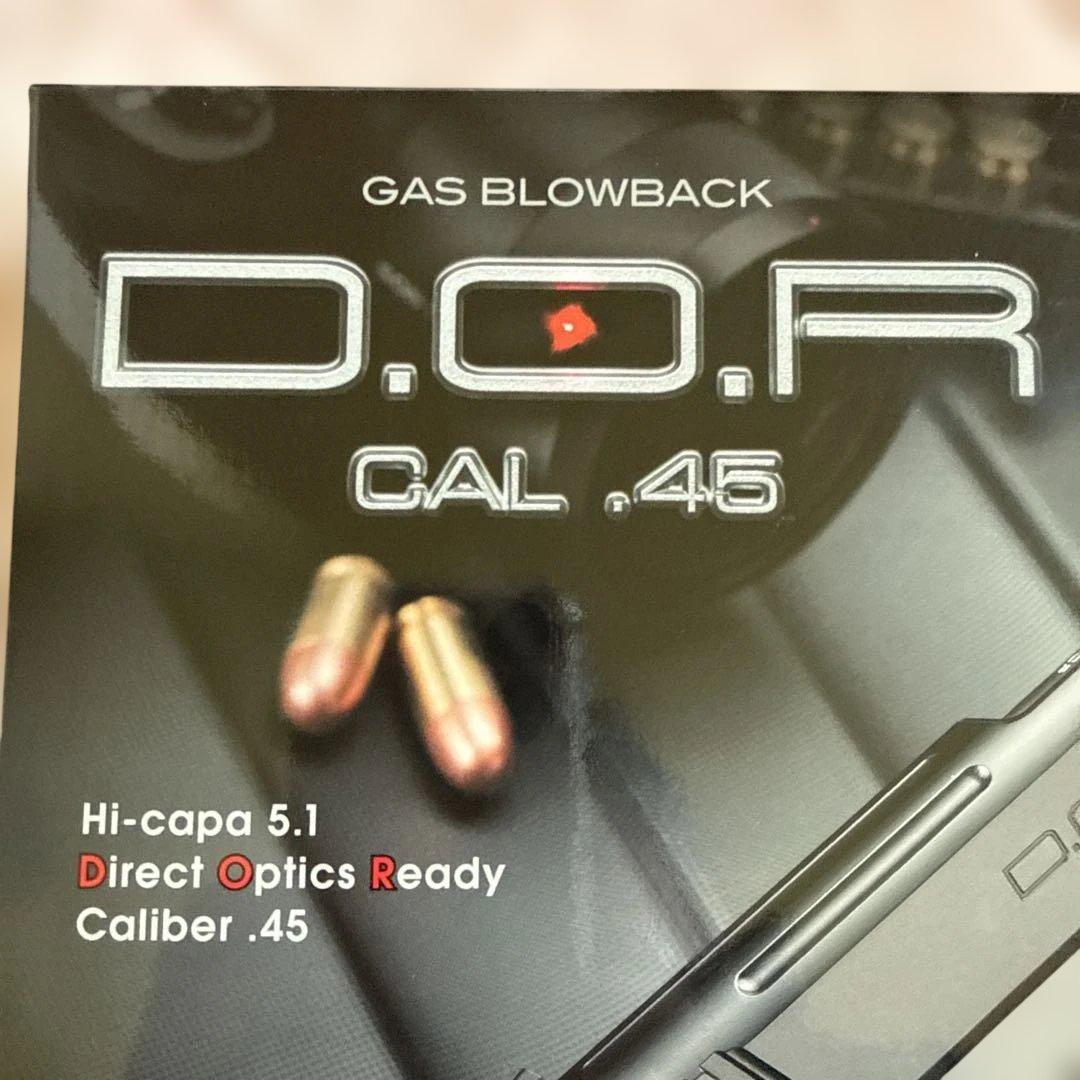 GAS BLOWBACK
D.O.R
CAL .45
Hi-capa 5.1
Direct Optics Ready
Caliber .45